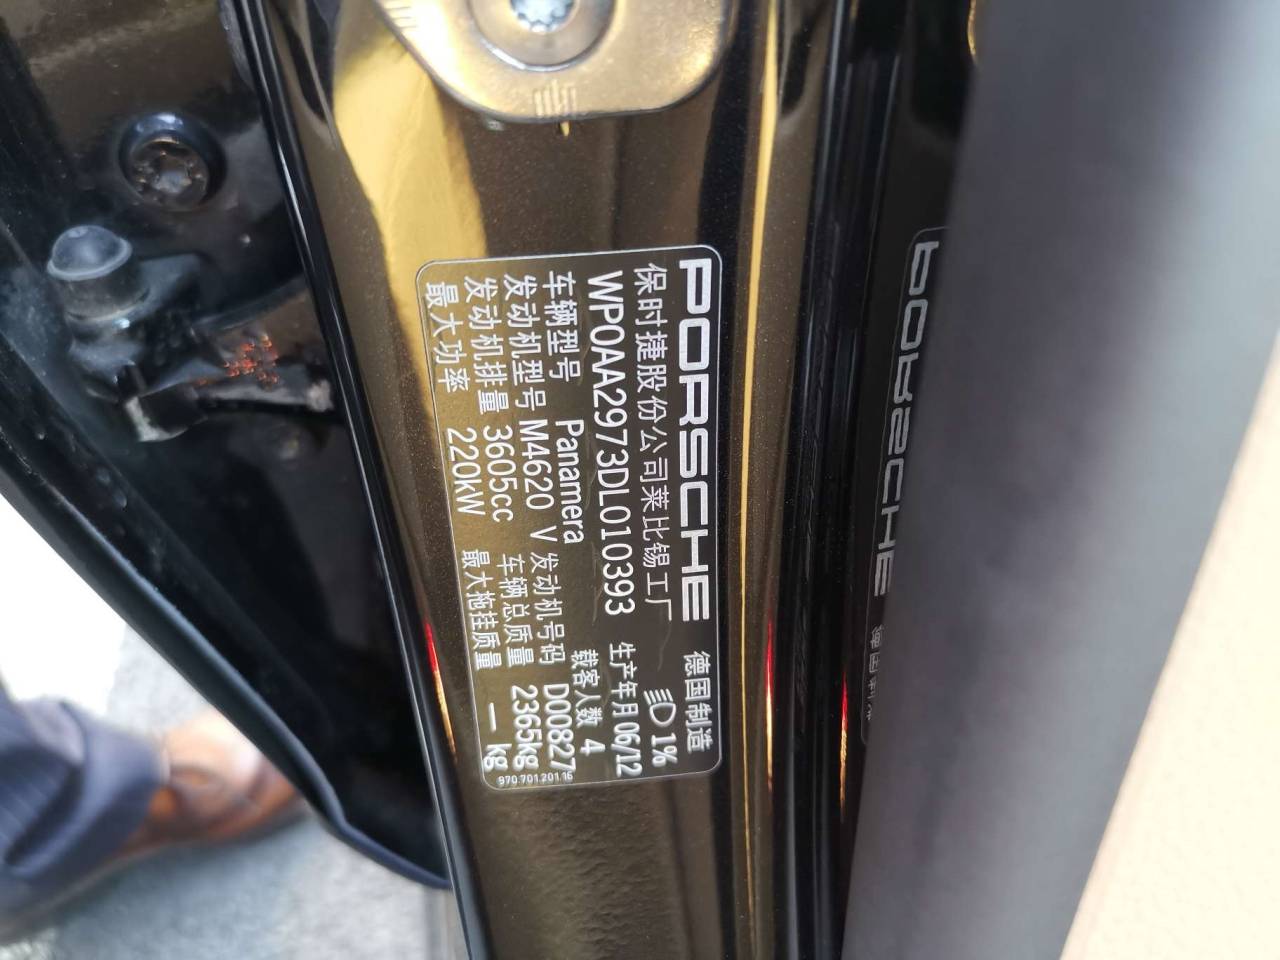 PORSCHE 德国制造
保时捷股份公司莱比锡工厂 1%
WP0AA2973DL010393 生产年月 06/12
车辆型号 Panamera 载客人数 4
发动机型号 M4620 V 发动机号码 D00827
发动机排量 3605cc 车辆总质量 2365kg
最大功率 220kW 最大拖挂质量 — kg
970.701.201.16
PORSCHE